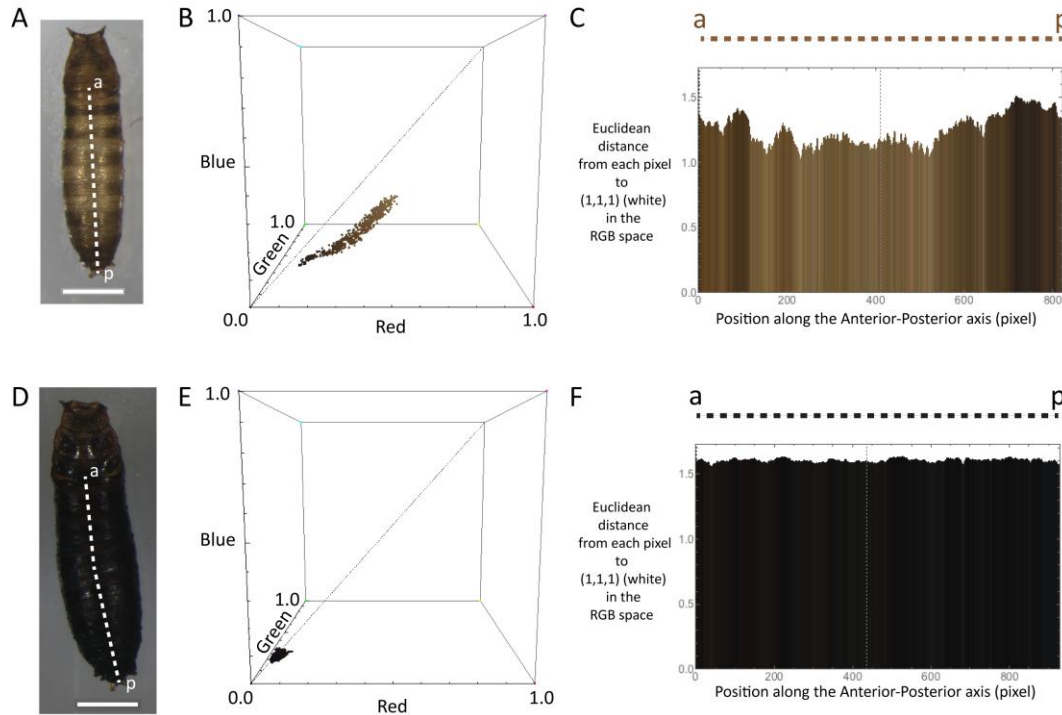 A
a
p
B
1.0
Blue
1.0
Green
0.0
Red
1.0
C
a
p
Euclidean
distance
from each pixel
to
(1,1,1) (white)
in the
RGB space
1.5
1.0
0.5
0.0
0 200 400 600 800
Position along the Anterior-Posterior axis (pixel)
D
a
p
E
1.0
Blue
1.0
Green
0.0
Red
1.0
F
a
p
Euclidean
distance
from each pixel
to
(1,1,1) (white)
in the
RGB space
1.5
1.0
0.5
0.0
0 200 400 600 800
Position along the Anterior-Posterior axis (pixel)